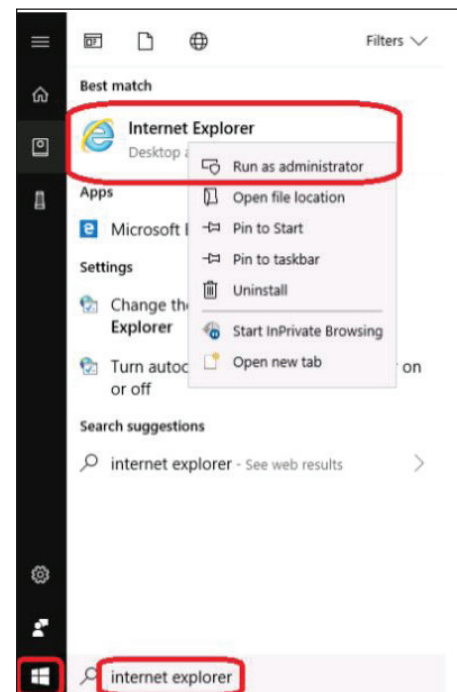 Filters
Best match
Internet Explorer
Desktop a
Run as administrator
Open file location
Pin to Start
Pin to taskbar
Uninstall
Start InPrivate Browsing
Open new tab
Apps
Microsoft
Settings
Change th
Explorer
Turn autoc
on
or off
Search suggestions
internet explorer - See web results
internet explorer